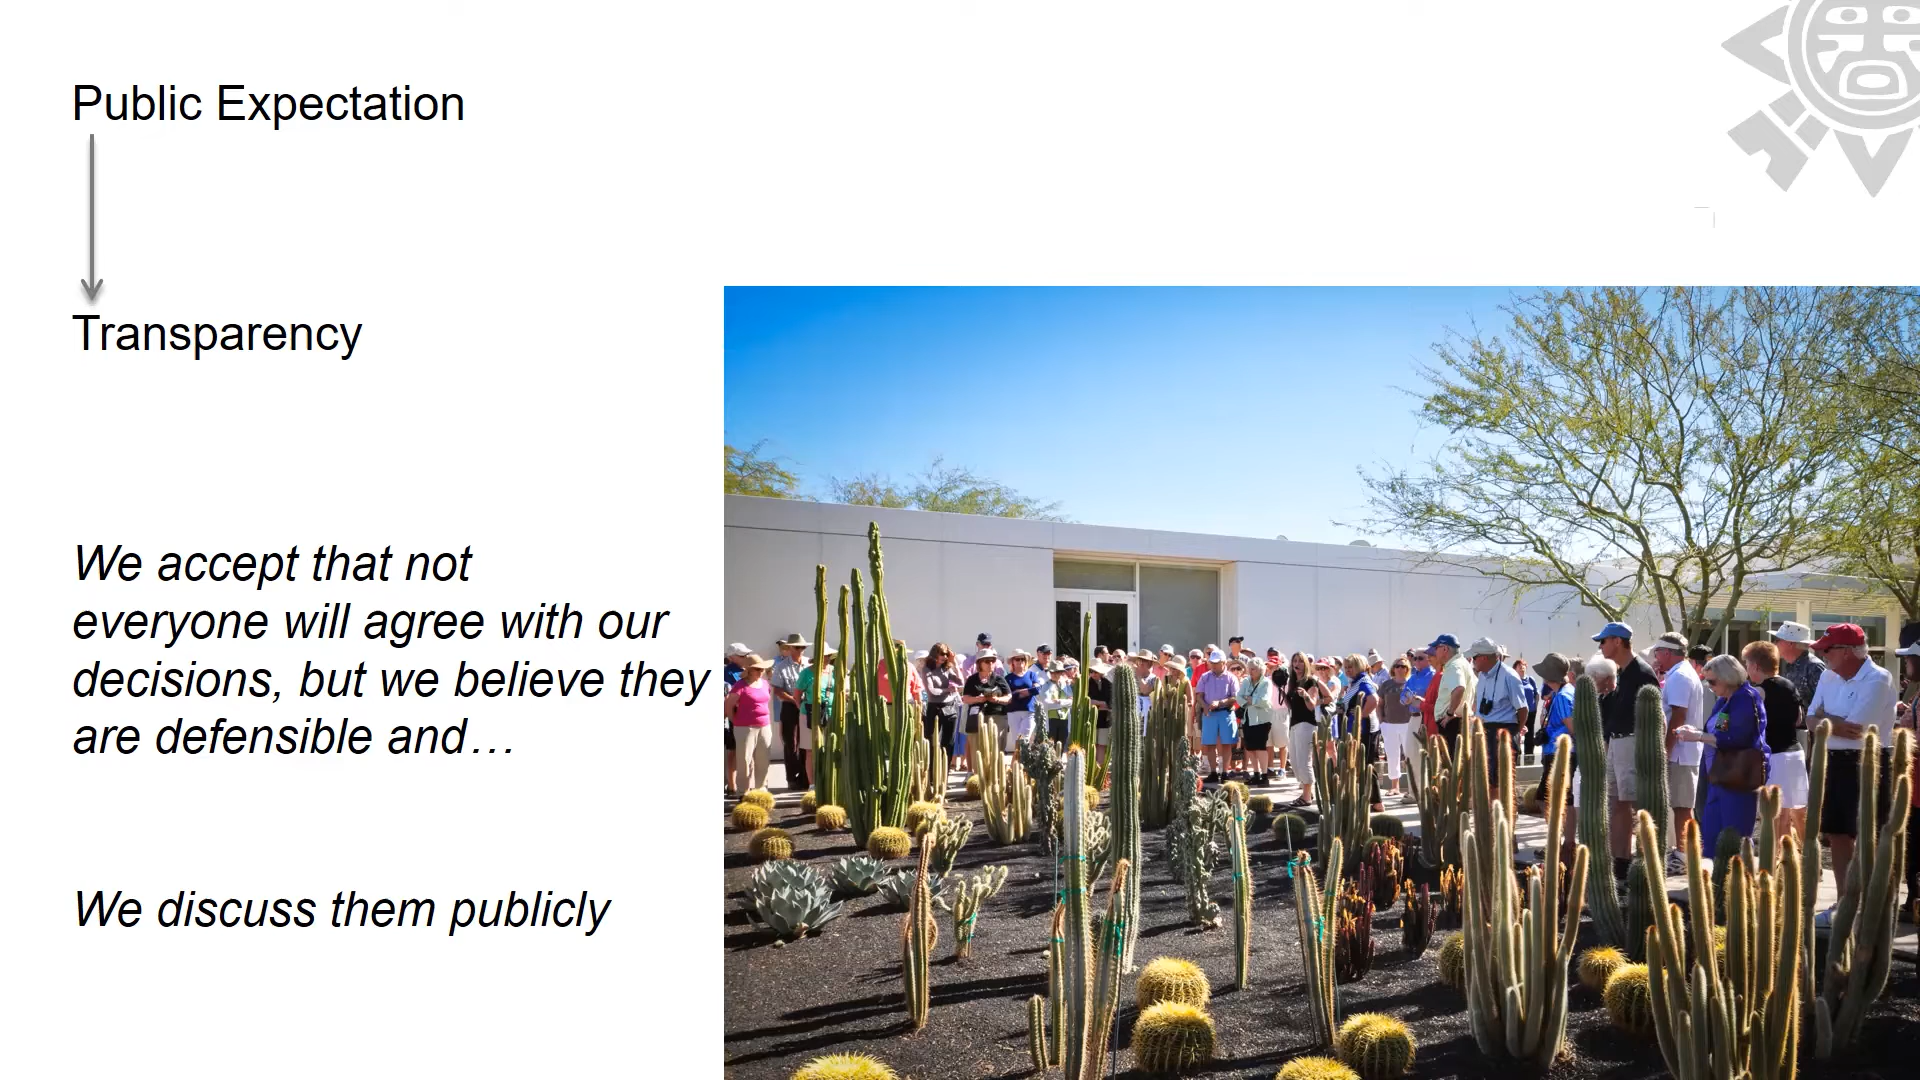 Public Expectation
Transparency
We accept that not
everyone will agree with our
decisions, but we believe they
are defensible and…
We discuss them publicly